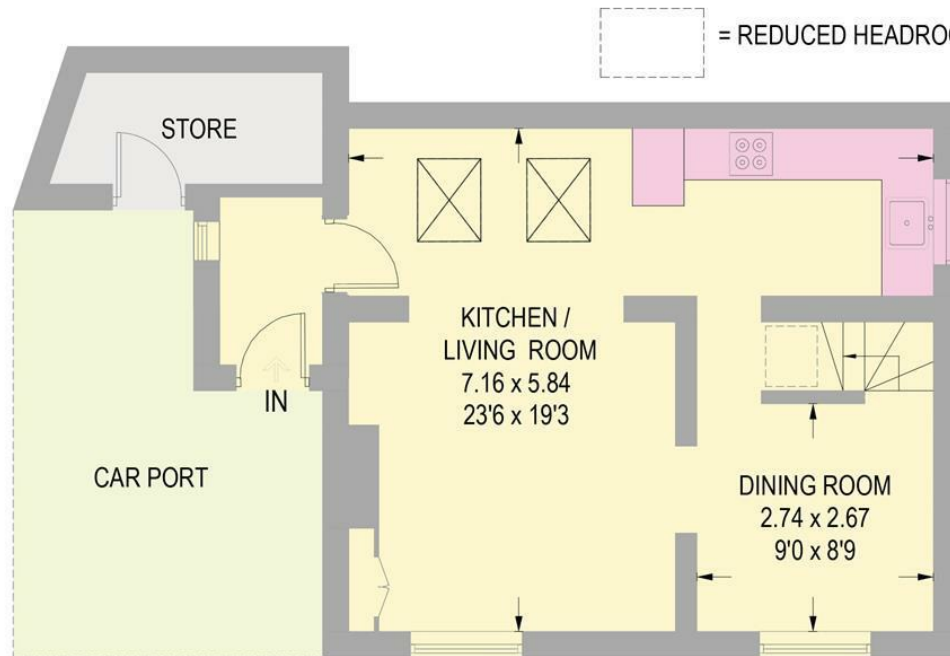 = REDUCED HEADROO
STORE
KITCHEN /
LIVING ROOM
7.16 x 5.84
23'6 x 19'3
IN
CAR PORT
DINING ROOM
2.74 x 2.67
9'0 x 8'9